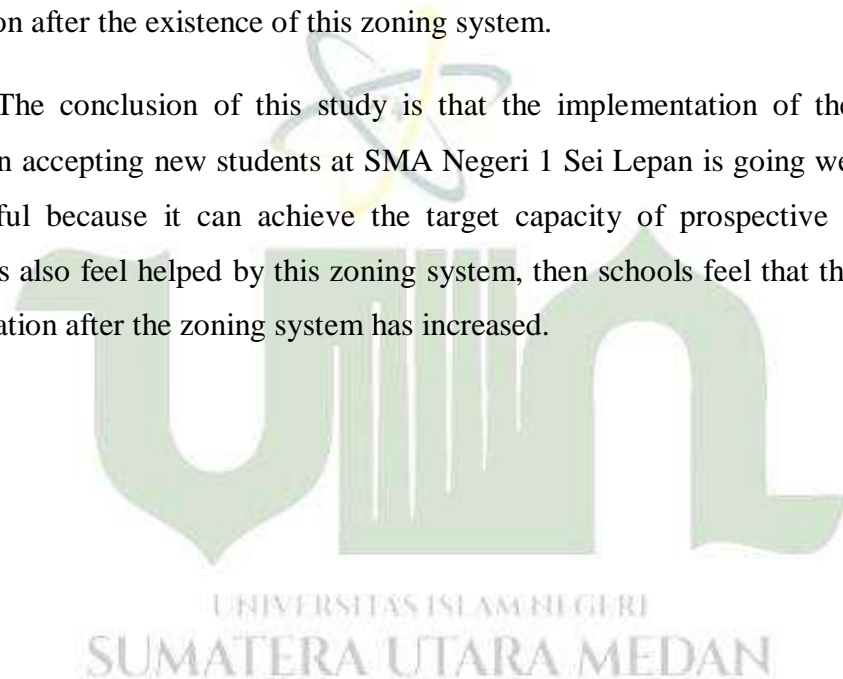 on after the existence of this zoning system.
The conclusion of this study is that the implementation of the
n accepting new students at SMA Negeri 1 Sei Lepan is going we
ful because it can achieve the target capacity of prospective
s also feel helped by this zoning system, then schools feel that th
ation after the zoning system has increased.
UNIVERSITAS ISLAM NEGERI
SUMATERA UTARA MEDAN